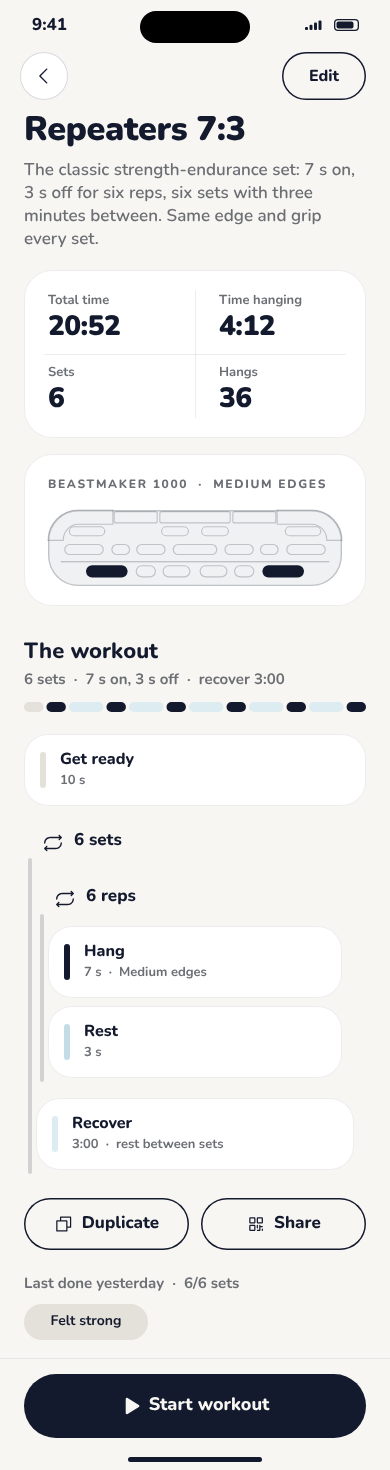 9:41
Edit
Repeaters 7:3
The classic strength-endurance set: 7 s on,
3 s off for six reps, six sets with three
minutes between. Same edge and grip
every set.
Total time
20:52
Time hanging
4:12
Sets
6
Hangs
36
BEASTMAKER 1000 · MEDIUM EDGES
The workout
6 sets · 7 s on, 3 s off · recover 3:00
Get ready
10 s
6 sets
6 reps
Hang
7 s · Medium edges
Rest
3 s
Recover
3:00 · rest between sets
Duplicate
Share
Last done yesterday · 6/6 sets
Felt strong
Start workout